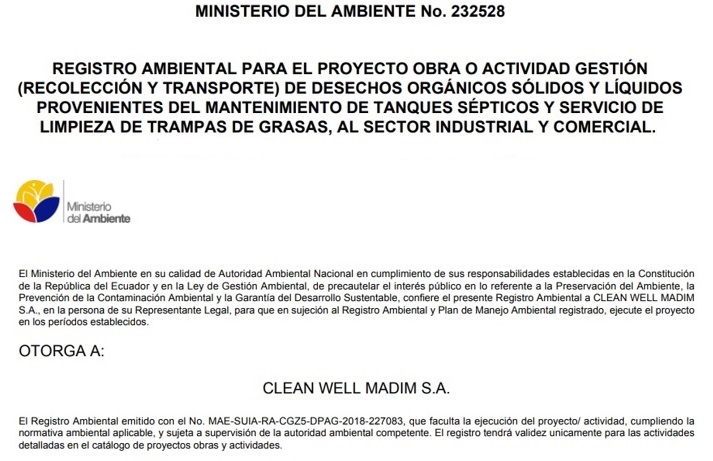 MINISTERIO DEL AMBIENTE No. 232528
REGISTRO AMBIENTAL PARA EL PROYECTO OBRA O ACTIVIDAD GESTIÓN
(RECOLECCIÓN Y TRANSPORTE) DE DESECHOS ORGÁNICOS SÓLIDOS Y LÍQUIDOS
PROVENIENTES DEL MANTENIMIENTO DE TANQUES SÉPTICOS Y SERVICIO DE
LIMPIEZA DE TRAMPAS DE GRASAS, AL SECTOR INDUSTRIAL Y COMERCIAL.
Ministerio
del Ambiente
El Ministerio del Ambiente en su calidad de Autoridad Ambiental Nacional en cumplimiento de sus responsabilidades establecidas en la Constitución
de la República del Ecuador y en la Ley de Gestión Ambiental, de precautelar el interés público en lo referente a la Preservación del Ambiente, la
Prevención de la Contaminación Ambiental y la Garantía del Desarrollo Sustentable, confiere el presente Registro Ambiental a CLEAN WELL MADIM
S.A., en la persona de su Representante Legal, para que en sujeción al Registro Ambiental y Plan de Manejo Ambiental registrado, ejecute el proyecto
en los períodos establecidos.
OTORGA A:
CLEAN WELL MADIM S.A.
El Registro Ambiental emitido con el No. MAE-SUIA-RA-CGZ5-DPAG-2018-227083, que faculta la ejecución del proyecto/ actividad, cumpliendo la
normativa ambiental aplicable, y sujeta a supervisión de la autoridad ambiental competente. El registro tendrá validez unicamente para las actividades
detalladas en el catálogo de proyectos obras y actividades.